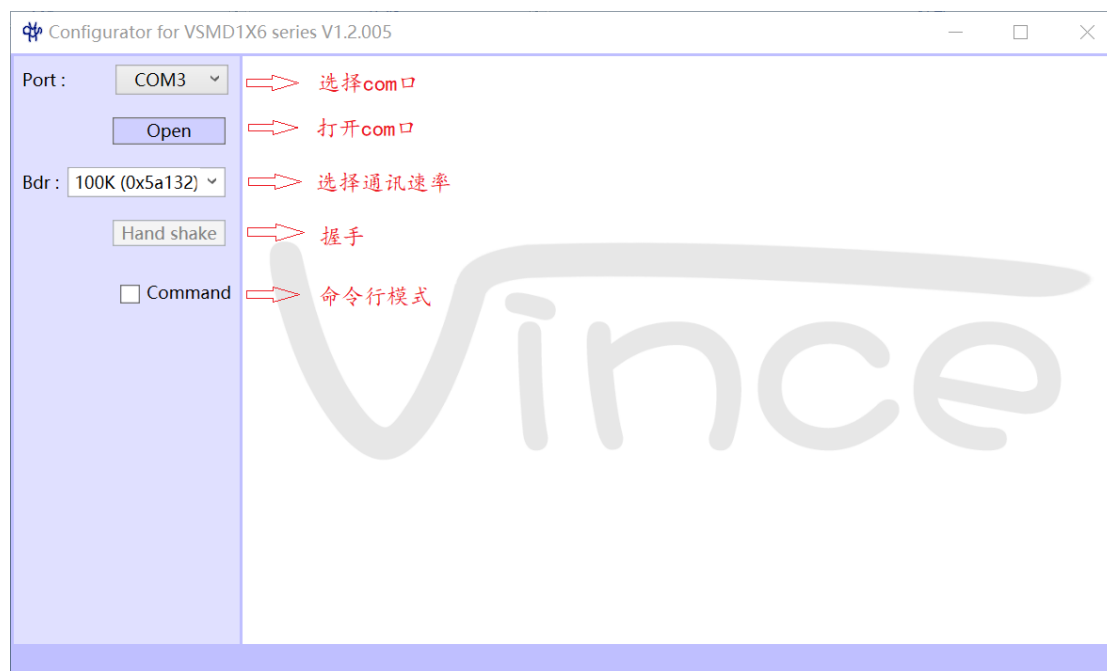 Configurator for VSMD1X6 series V1.2.005
Port : COM3 选择com口
Open 打开com口
Bdr : 100K (0x5a132) 选择通讯速率
Hand shake 握手
Command 命令行模式
Vince